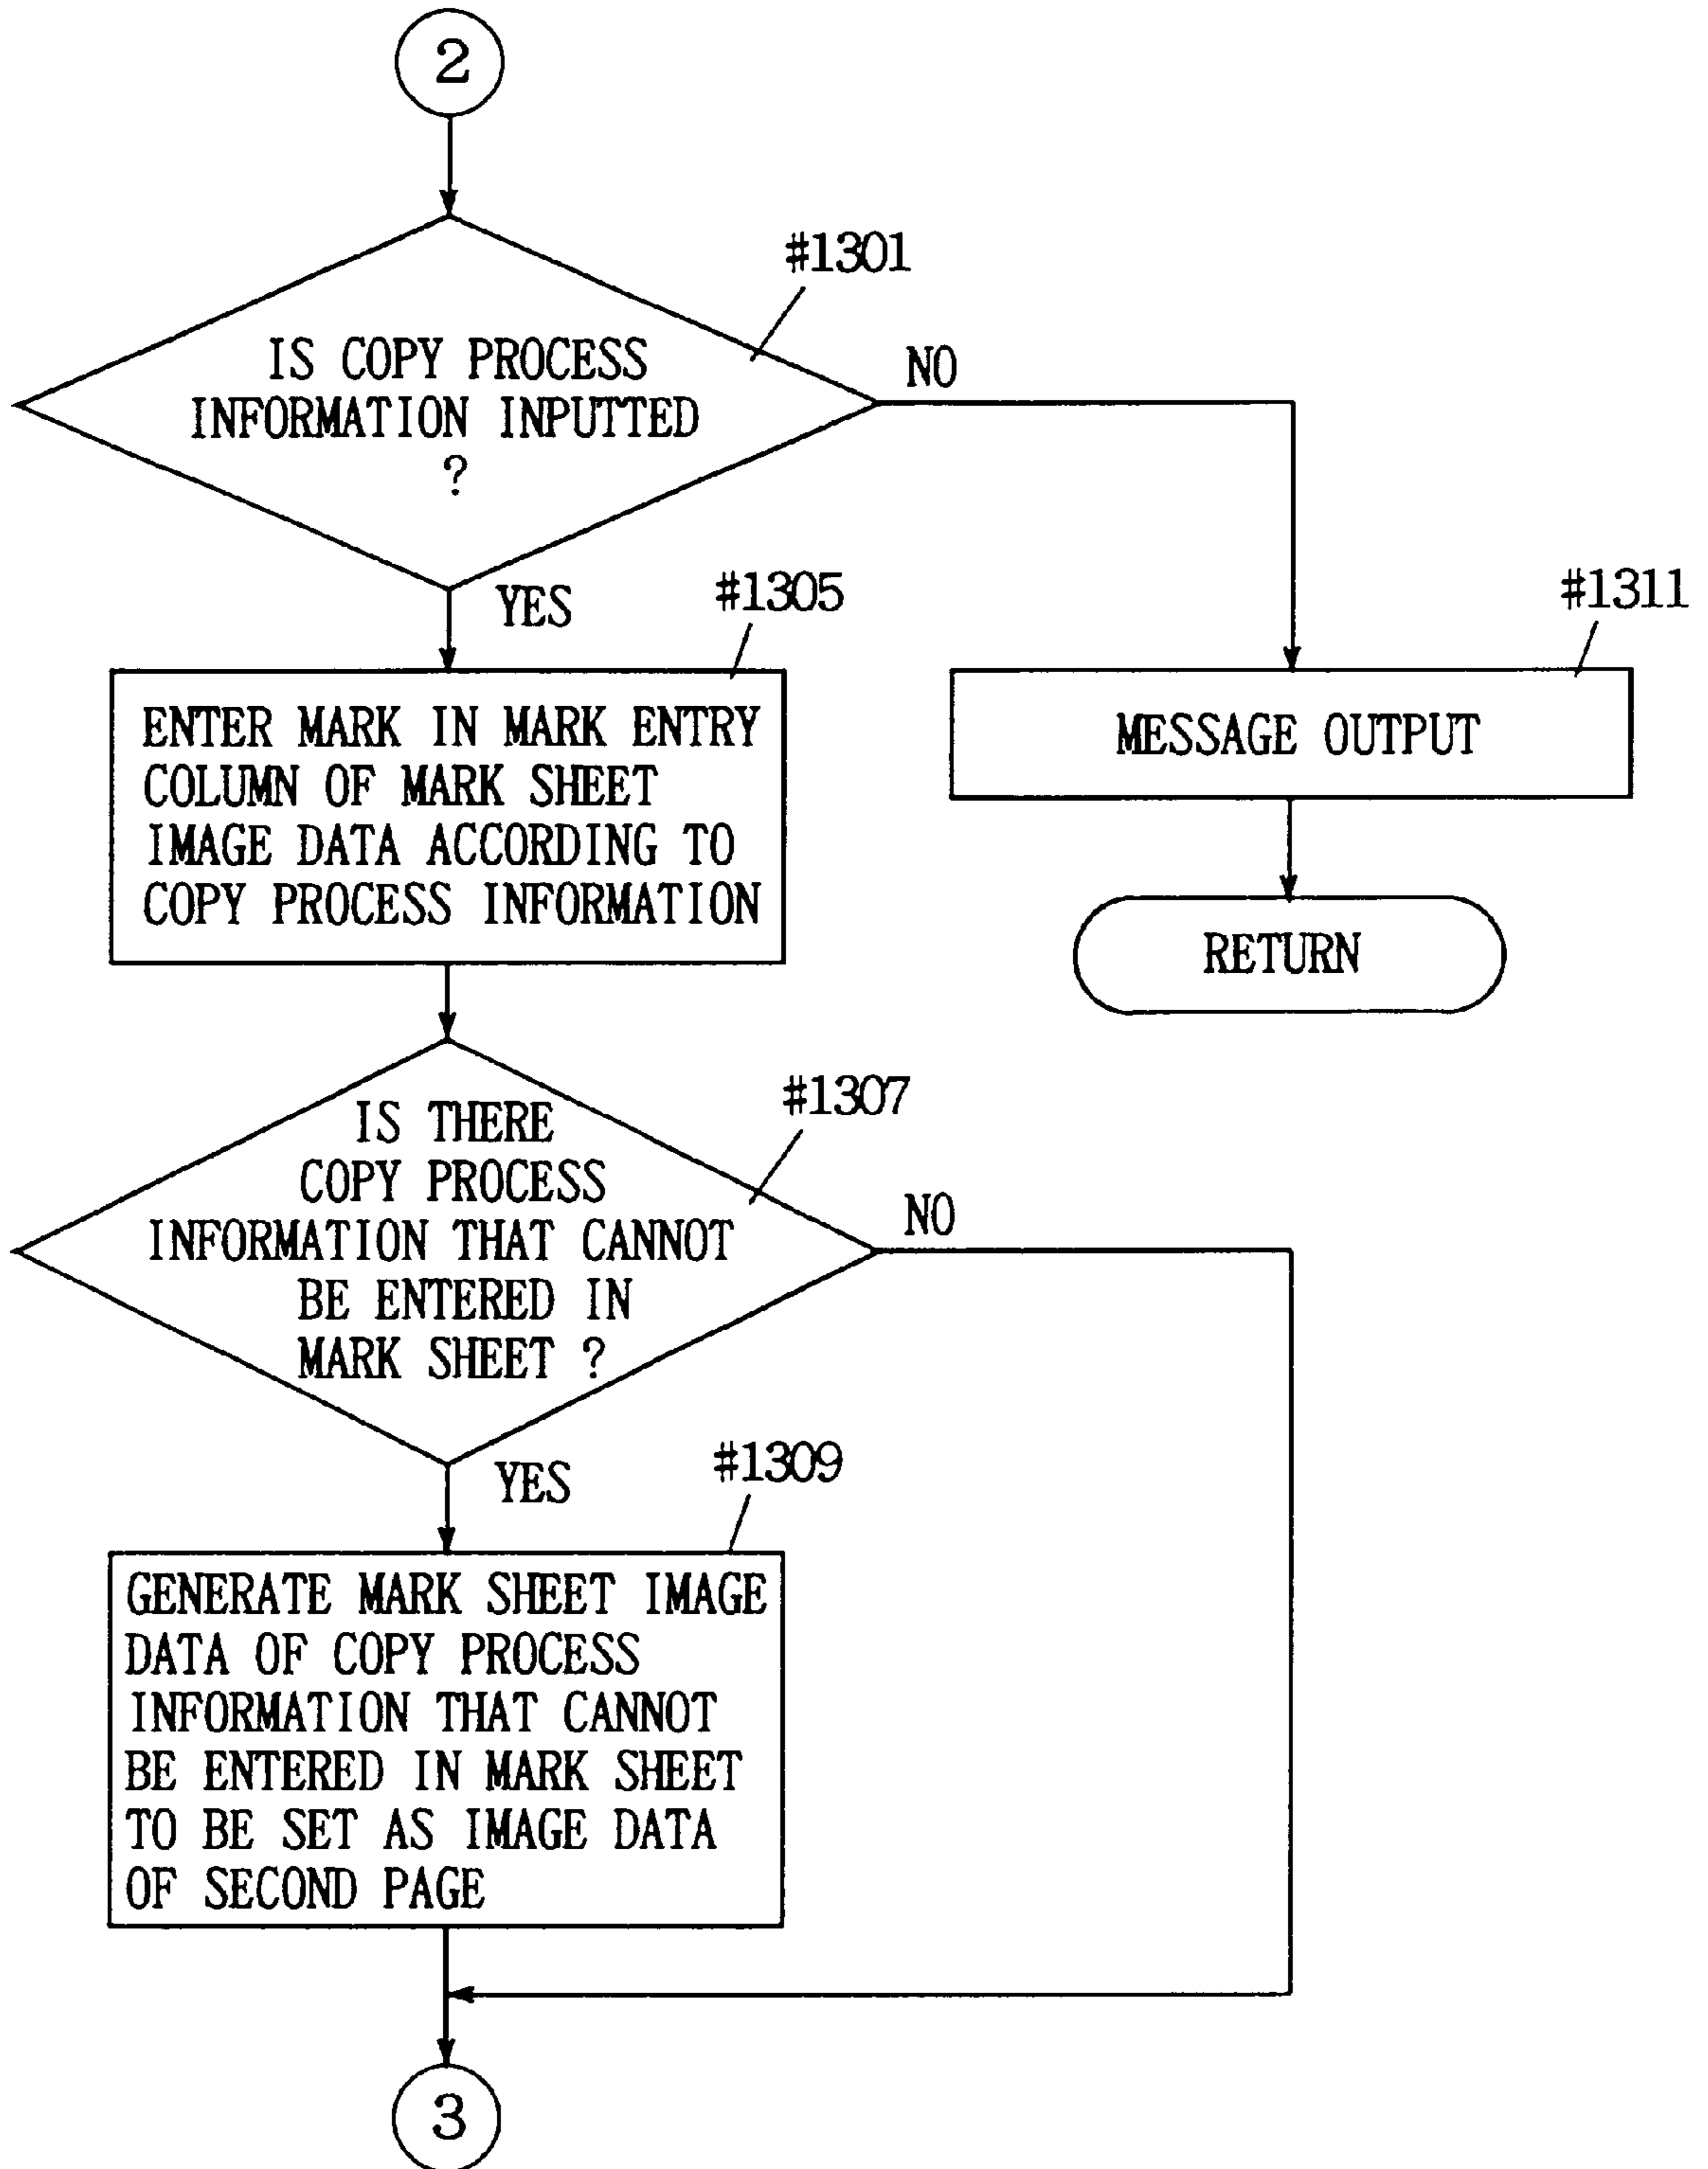 2
#1301
IS COPY PROCESS
INFORMATION INPUTTED
?
NO
YES
#1305
#1311
ENTER MARK IN MARK ENTRY
COLUMN OF MARK SHEET
IMAGE DATA ACCORDING TO
COPY PROCESS INFORMATION
MESSAGE OUTPUT
RETURN
#1307
IS THERE
COPY PROCESS
INFORMATION THAT CANNOT
BE ENTERED IN
MARK SHEET ?
NO
YES
#1309
GENERATE MARK SHEET IMAGE
DATA OF COPY PROCESS
INFORMATION THAT CANNOT
BE ENTERED IN MARK SHEET
TO BE SET AS IMAGE DATA
OF SECOND PAGE
3